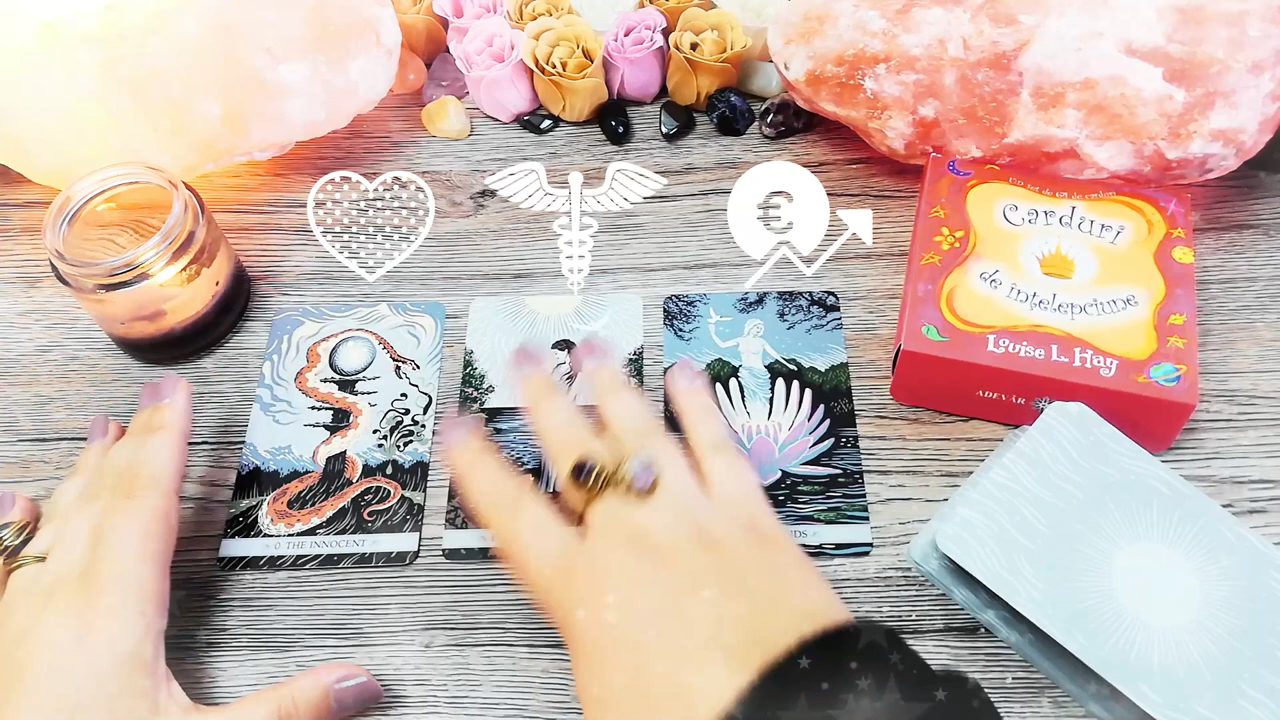 Un set de 64 de carduri
Carduri
de înțelepciune
Louise L. Hay
ADEVĂR
0 THE INNOCENT
€